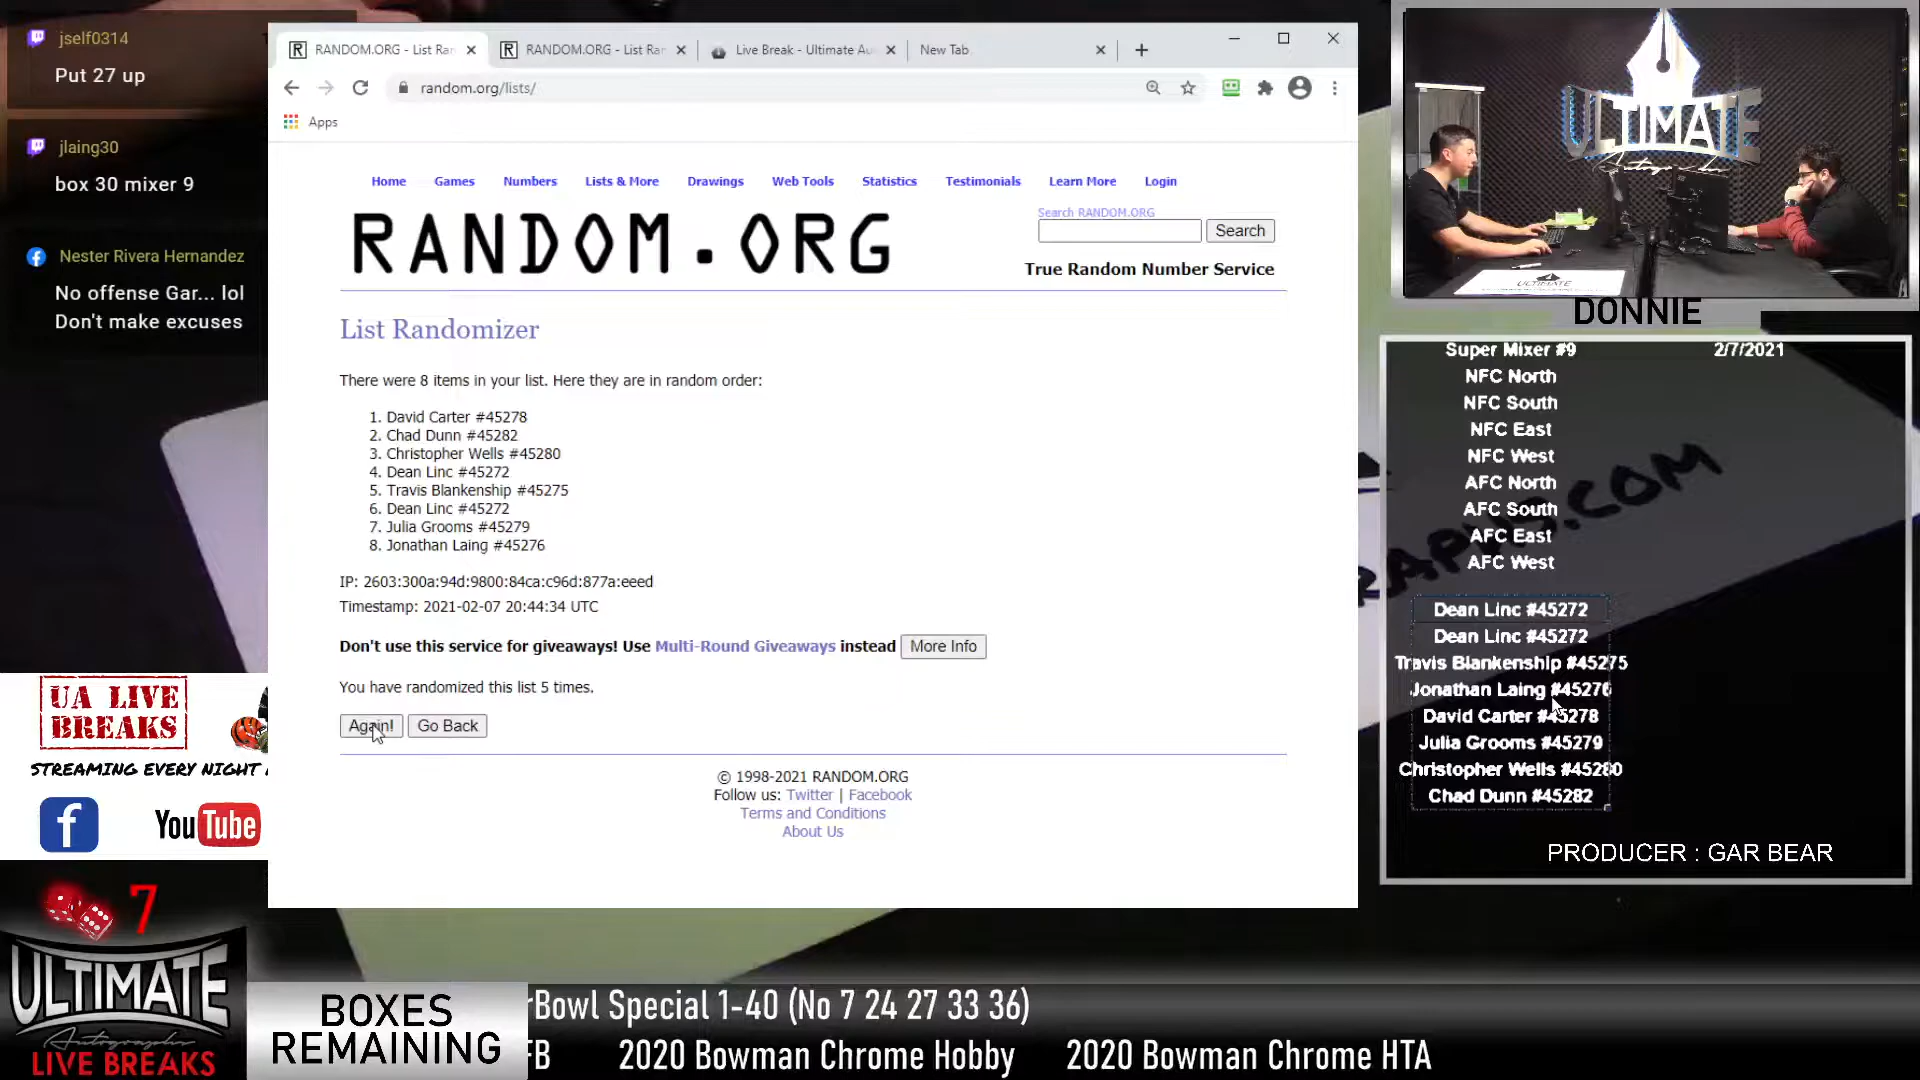 jself0314
Put 27 up
jlaing30
box 30 mixer 9
Nester Rivera Hernandez
No offense Gar... lol
Don't make excuses
RANDOM.ORG - List Ran
RANDOM.ORG - List Ran
Live Break - Ultimate Au
New Tab
random.org/lists/
Apps
Home Games Numbers Lists & More Drawings Web Tools Statistics Testimonials Learn More Login
RANDOM.ORG
Search RANDOM.ORG
Search
True Random Number Service
List Randomizer
There were 8 items in your list. Here they are in random order:
1. David Carter #45278
2. Chad Dunn #45282
3. Christopher Wells #45280
4. Dean Linc #45272
5. Travis Blankenship #45275
6. Dean Linc #45272
7. Julia Grooms #45279
8. Jonathan Laing #45276
IP: 2603:300a:94d:9800:84ca:c96d:877a:eeed
Timestamp: 2021-02-07 20:44:34 UTC
Don't use this service for giveaways! Use Multi-Round Giveaways instead More Info
You have randomized this list 5 times.
Again! Go Back
© 1998-2021 RANDOM.ORG
Follow us: Twitter | Facebook
Terms and Conditions
About Us
ULTIMATE
Autographs
ULTIMATE
DONNIE
Super Mixer #9 2/7/2021
NFC North
NFC South
NFC East
NFC West
AFC North
AFC South
AFC East
AFC West
Dean Linc #45272
Dean Linc #45272
Travis Blankenship #45275
Jonathan Laing #45276
David Carter #45278
Julia Grooms #45279
Christopher Wells #45280
Chad Dunn #45282
PRODUCER : GAR BEAR
RAPHS.COM
UA LIVE
BREAKS
STREAMING EVERY NIGHT
f
YouTube
7
ULTIMATE
Autographs
LIVE BREAKS
BOXES
REMAINING
rBowl Special 1-40 (No 7 24 27 33 36)
FB 2020 Bowman Chrome Hobby 2020 Bowman Chrome HTA